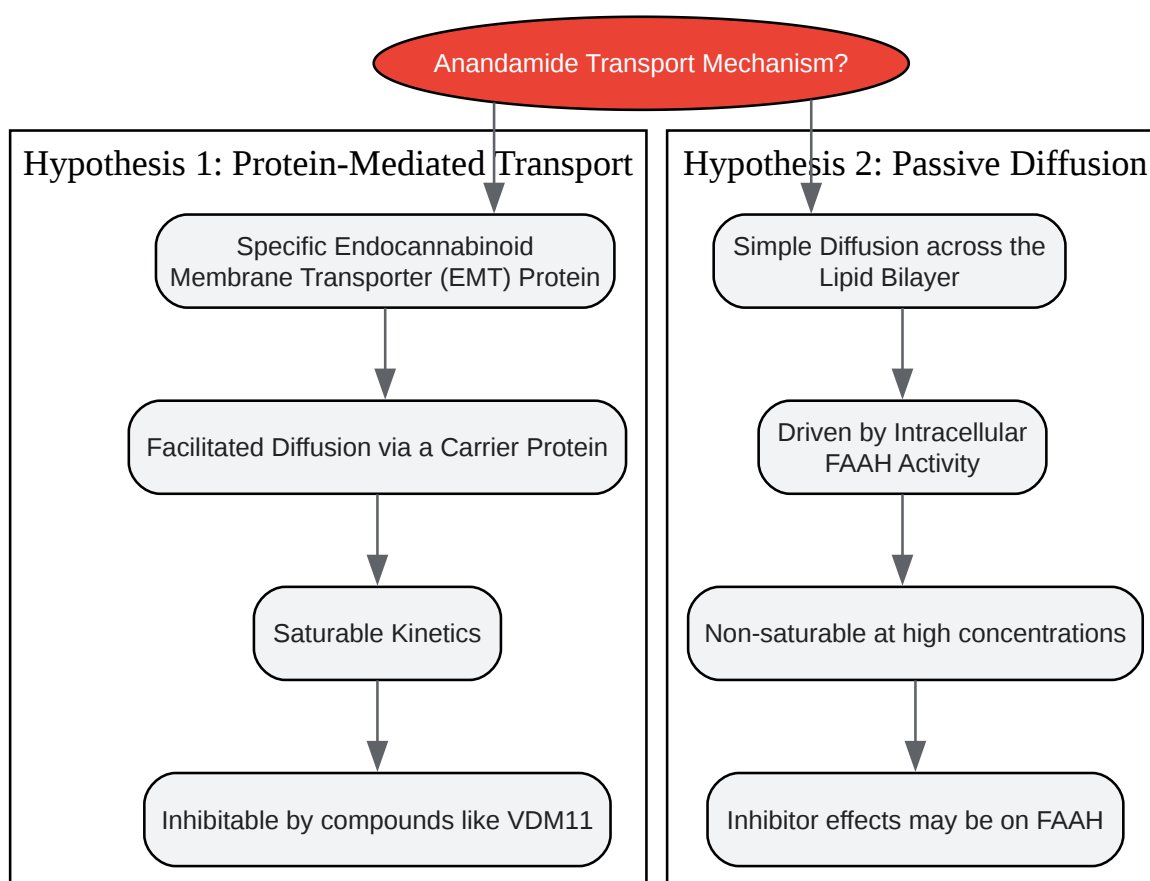 Anandamide Transport Mechanism?
Hypothesis 1: Protein-Mediated Transport
Specific Endocannabinoid
Membrane Transporter (EMT) Protein
Facilitated Diffusion via a Carrier Protein
Saturable Kinetics
Inhibitable by compounds like VDM11
Hypothesis 2: Passive Diffusion
Simple Diffusion across the
Lipid Bilayer
Driven by Intracellular
FAAH Activity
Non-saturable at high concentrations
Inhibitor effects may be on FAAH